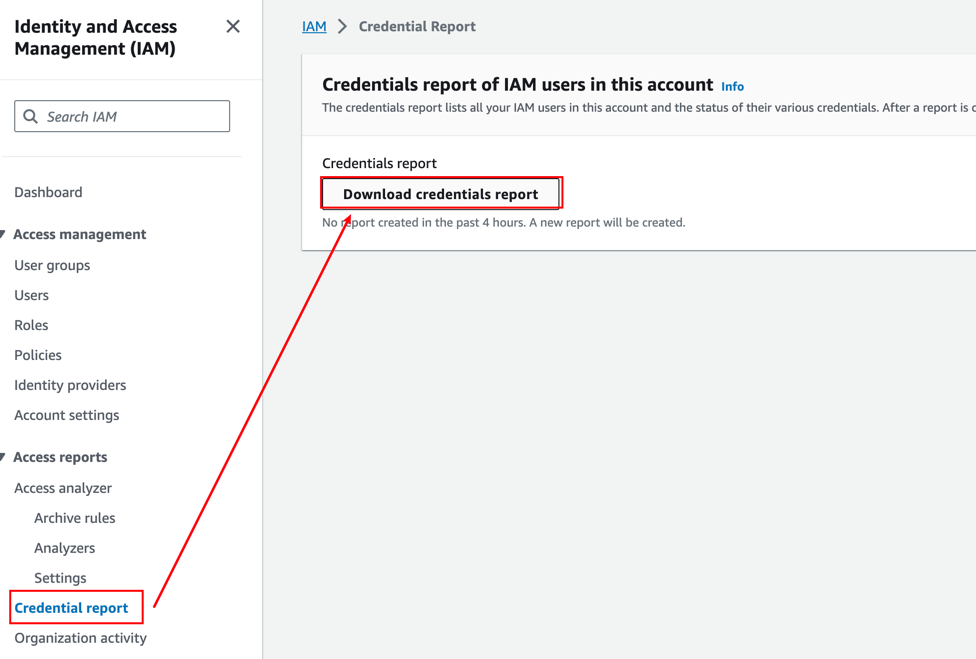 Identity and Access
Management (IAM)
Search IAM
Dashboard
Access management
User groups
Users
Roles
Policies
Identity providers
Account settings
Access reports
Access analyzer
Archive rules
Analyzers
Settings
Credential report
Organization activity
IAM > Credential Report
Credentials report of IAM users in this account Info
The credentials report lists all your IAM users in this account and the status of their various credentials. After a report is
Credentials report
Download credentials report
No report created in the past 4 hours. A new report will be created.